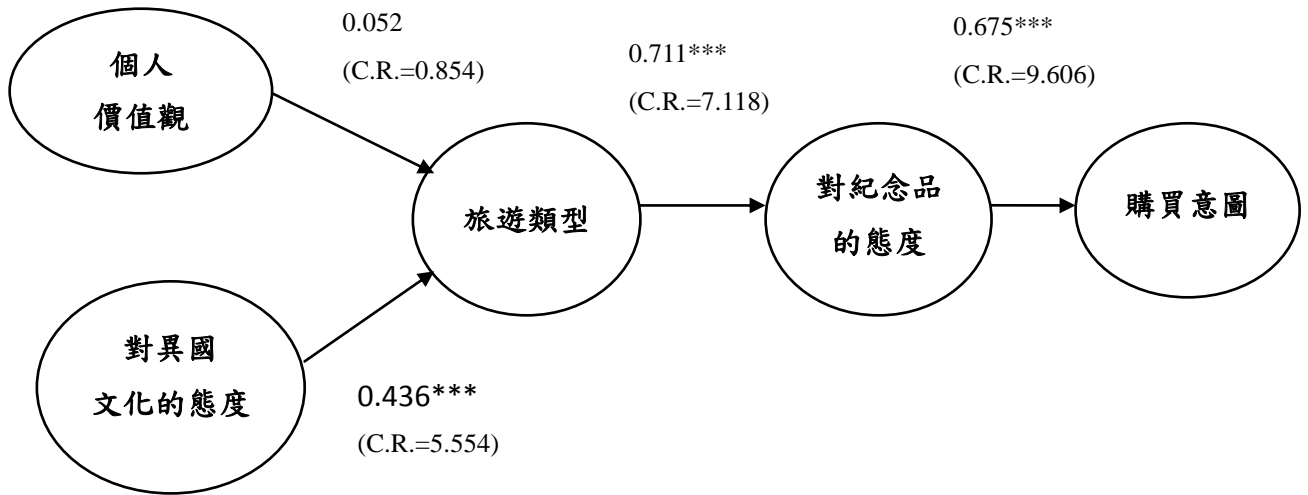 個人
價值觀
0.052
(C.R.=0.854)
0.711***
(C.R.=7.118)
0.675***
(C.R.=9.606)
旅遊類型
對紀念品
的態度
購買意圖
對異國
文化的態度
0.436***
(C.R.=5.554)